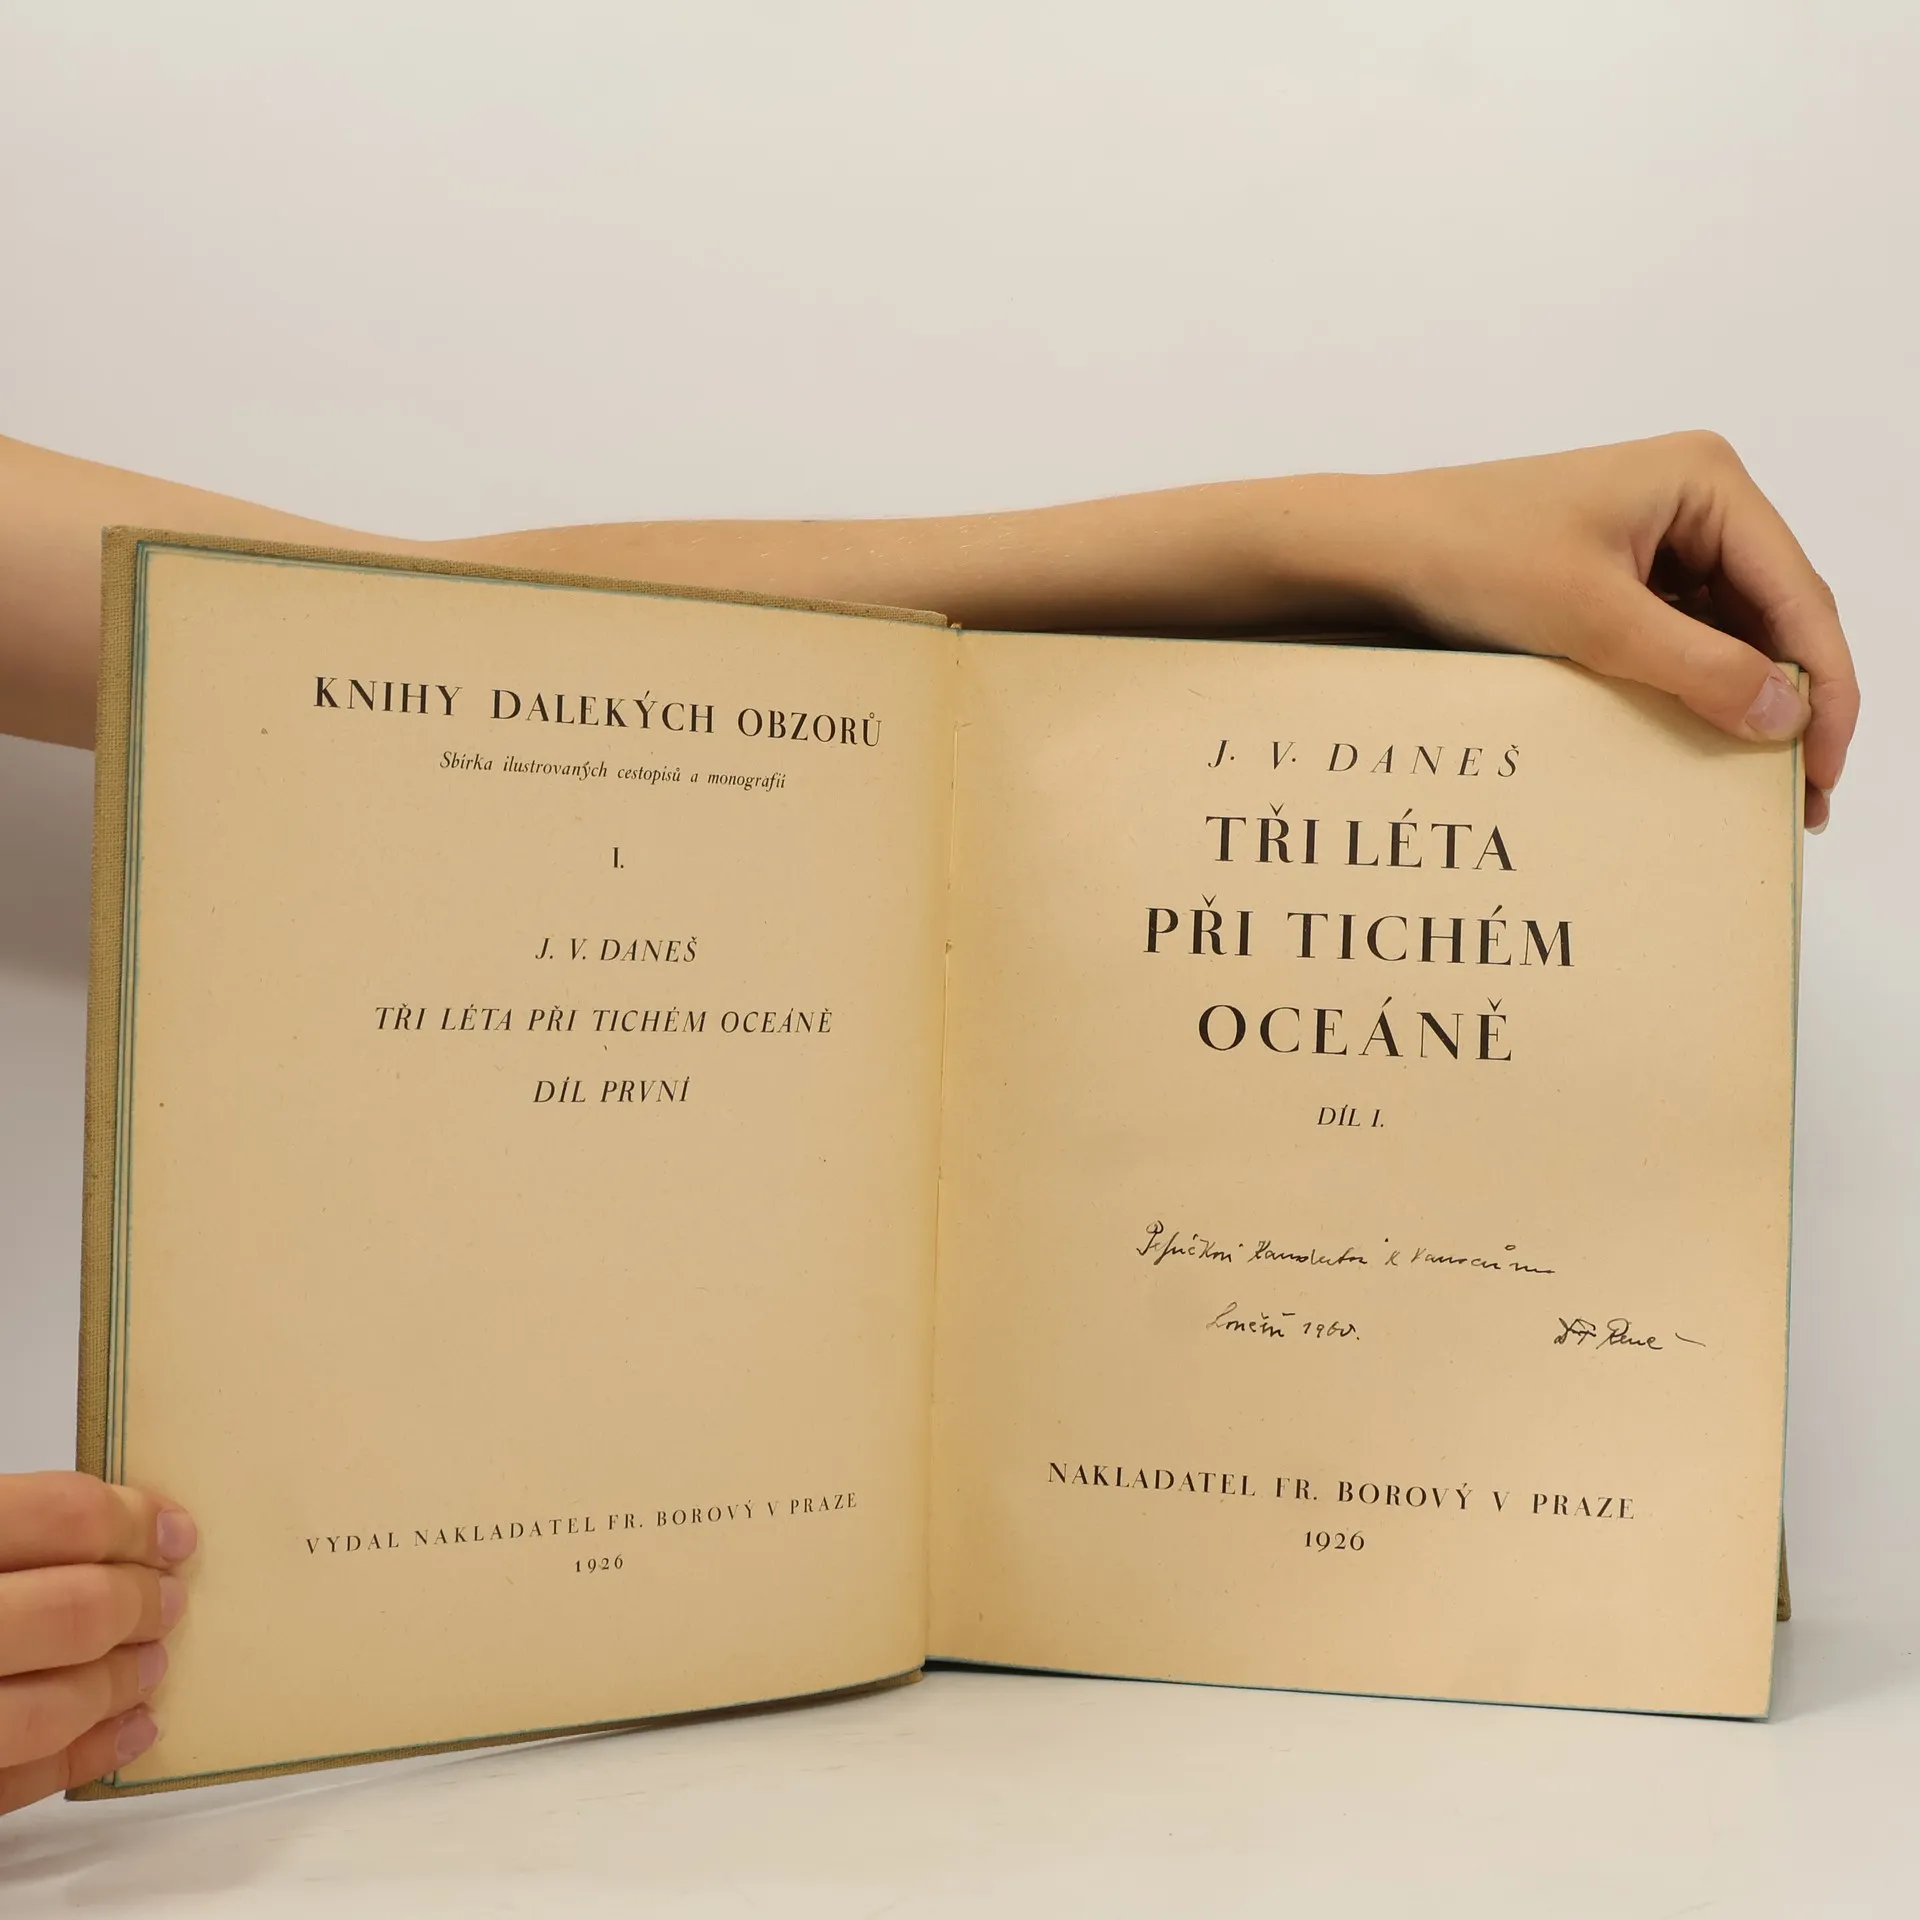 KNIHY DALEKÝCH OBZORŮ
Sbírka ilustrovaných cestopisů a monografií
I.
J. V. DANEŠ
TŘI LÉTA PŘI TICHÉM OCEÁNĚ
DÍL PRVNÍ
VYDAL NAKLADATEL FR. BOROVÝ V PRAZE
1926
J. V. DANEŠ
TŘI LÉTA
PŘI TICHÉM
OCEÁNĚ
DÍL I.
k
1960.
NAKLADATEL FR. BOROVÝ V PRAZE
1926